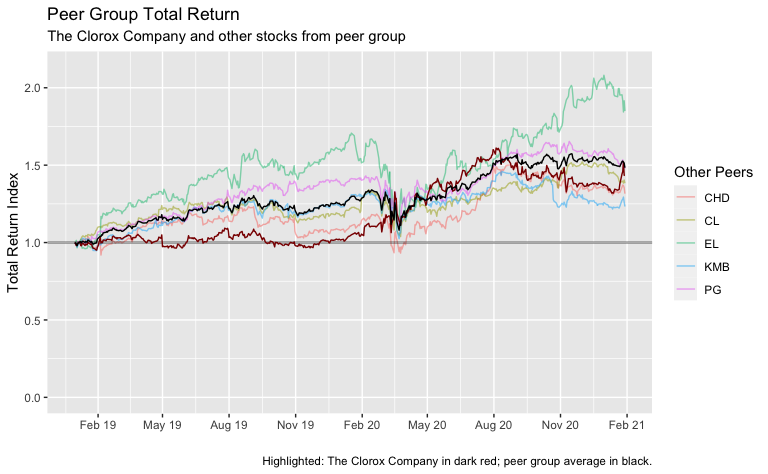 Peer Group Total Return
The Clorox Company and other stocks from peer group
Total Return Index
2.0
1.5
1.0
0.5
0.0
Feb 19 May 19 Aug 19 Nov 19 Feb 20 May 20 Aug 20 Nov 20 Feb 21
Other Peers
CHD
CL
EL
KMB
PG
Highlighted: The Clorox Company in dark red; peer group average in black.